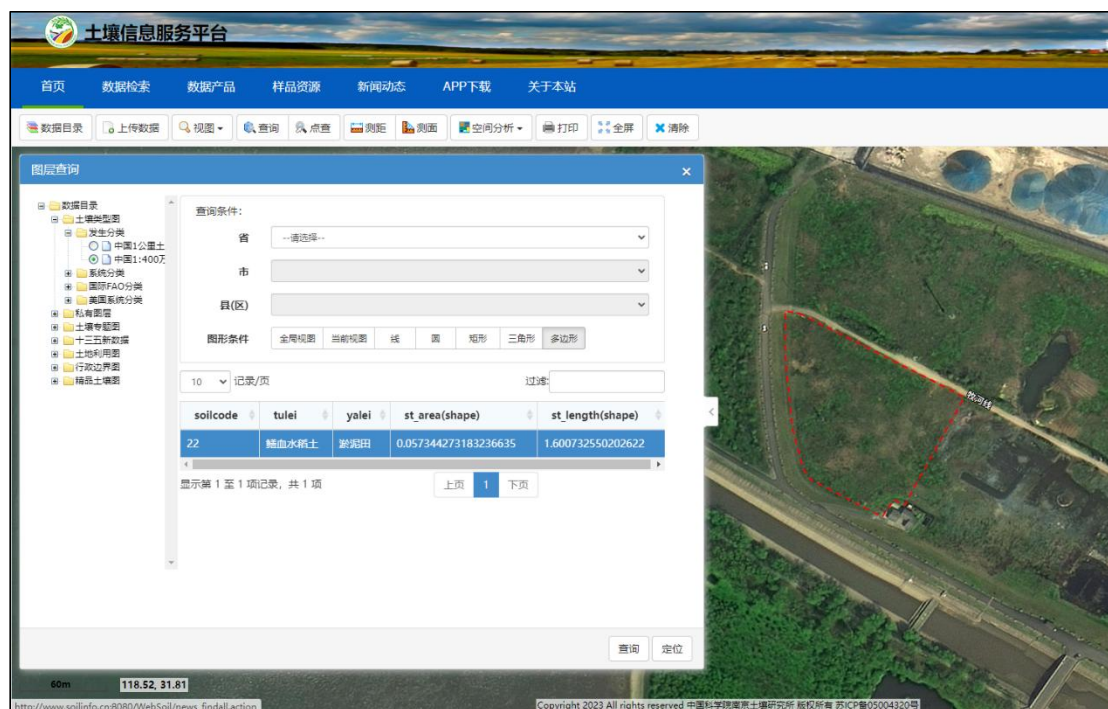 土壤信息服务平台
首页 数据检索 数据产品 样品资源 新闻动态 APP下载 关于本站
数据目录 上传数据 视图 查询 点查 测距 测面 空间分析 打印 全屏 清除
图层查询 ×
数据目录
土壤类型图
发生分类
中国1公里土
中国1:400万
系统分类
国际FAO分类
美国系统分类
私有图层
土壤专题图
十三五新数据
土地利用图
行政边界图
精品土壤图
查询条件:
省 --请选择--
市
县(区)
图形条件 全局视图 当前视图 线 圆 矩形 三角形 多边形
10 记录/页 过滤:
soilcode tulei yalei st_area(shape) st_length(shape)
22 鳝血水稻土 淤泥田 0.057344273183236635 1.600732550202622
显示第 1 至 1 项记录，共 1 项 上页 1 下页
查询 定位
牧河线
60m 118.52, 31.81
http://www.soilinfo.cn:8080/WebSoil/news_findall.action
Copyright 2023 All rights reserved 中国科学院南京土壤研究所 版权所有 苏ICP备05004320号